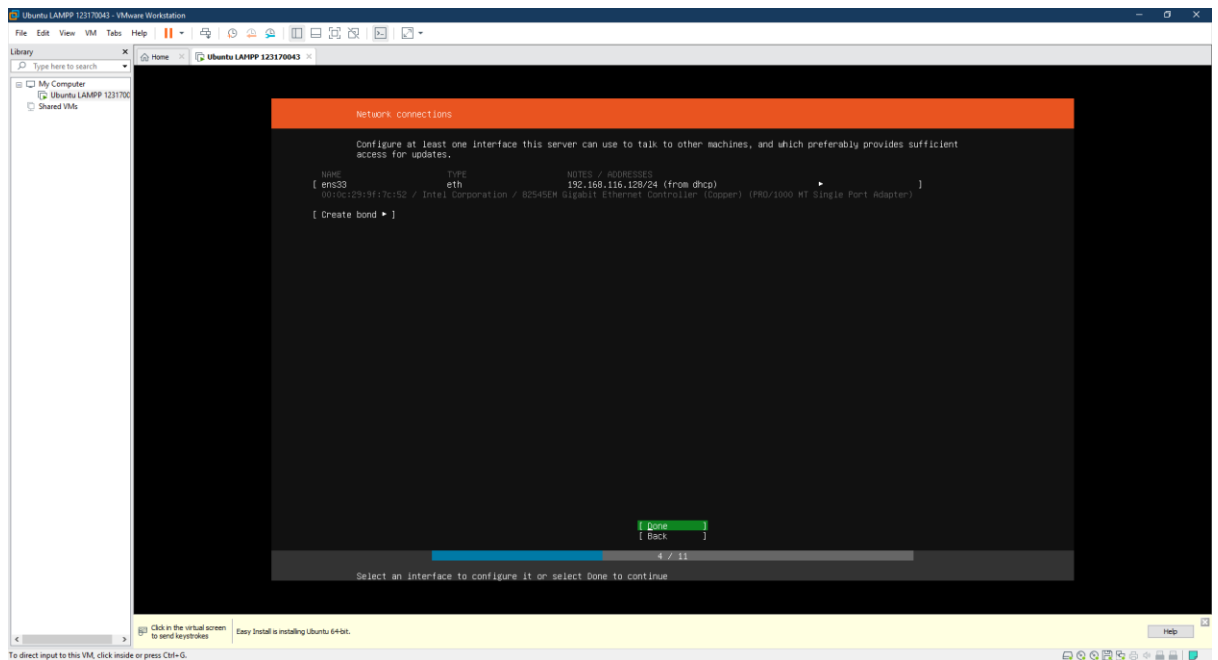 Ubuntu LAMPP 123170043 - VMware Workstation
File Edit View VM Tabs Help
Library
Home
Ubuntu LAMPP 123170043
Type here to search
My Computer
Ubuntu LAMPP 1231700
Shared VMs
Network connections
Configure at least one interface this server can use to talk to other machines, and which preferably provides sufficient
access for updates.
NAME TYPE NOTES / ADDRESSES
[ ens33 eth 192.168.116.128/24 (from dhcp) ▸ ]
00:0c:29:9f:7c:52 / Intel Corporation / 82545EM Gigabit Ethernet Controller (Copper) (PRO/1000 MT Single Port Adapter)
[ Create bond ▸ ]
[ Done ]
[ Back ]
4 / 11
Select an interface to configure it or select Done to continue
Click in the virtual screen
to send keystrokes
Easy Install is installing Ubuntu 64-bit.
Help
To direct input to this VM, click inside or press Ctrl+G.